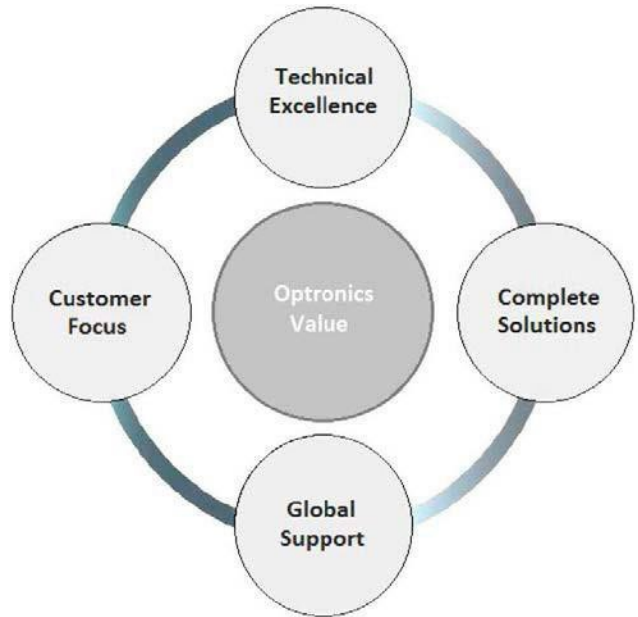 Technical
Excellence
Customer
Focus
Optronics
Value
Complete
Solutions
Global
Support